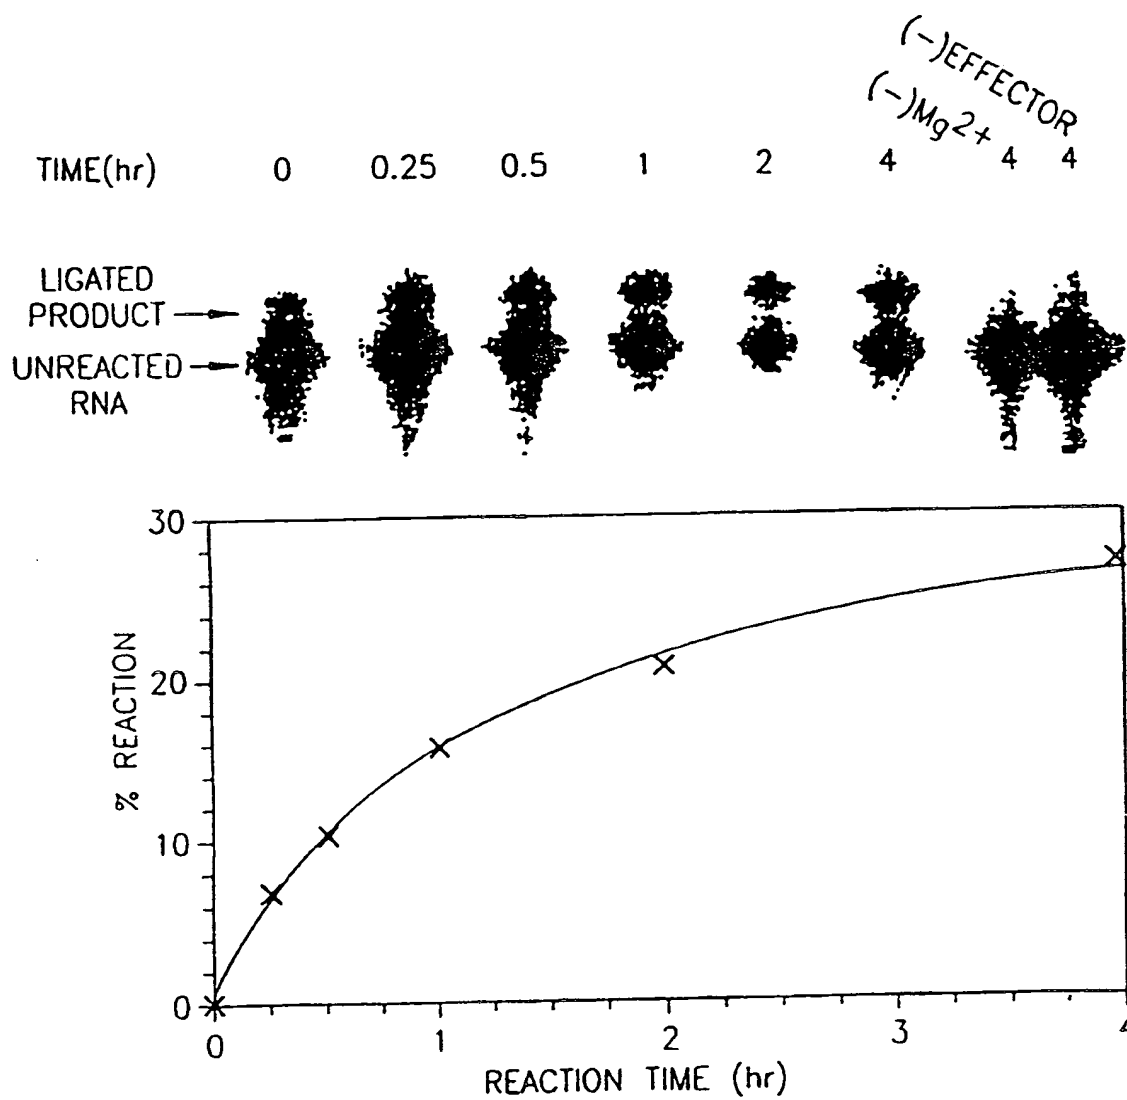 (-)EFFECTOR
(-)Mg2+
TIME(hr) 0 0.25 0.5 1 2 4 4 4
LIGATED
PRODUCT
UNREACTED
RNA
30
20
10
0
% REACTION
0 1 2 3 4
REACTION TIME (hr)